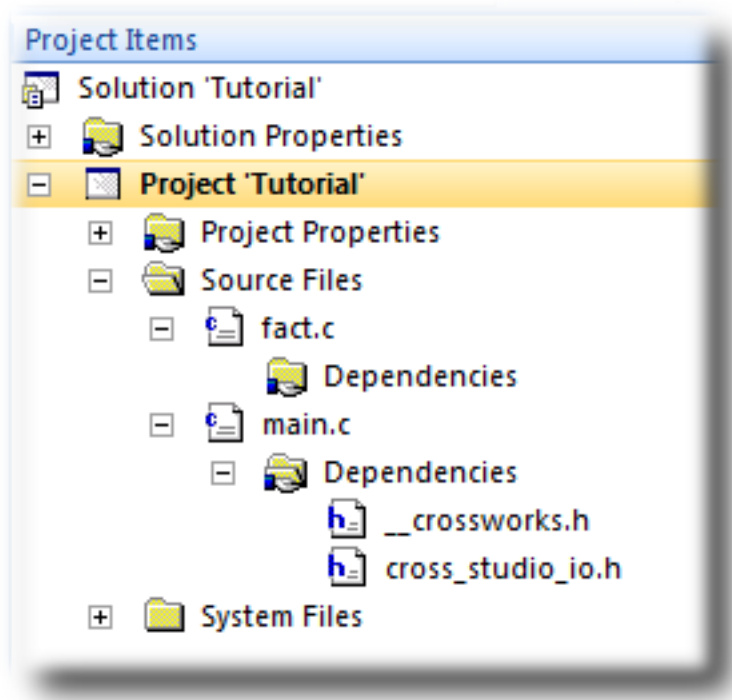 Project Items
Solution 'Tutorial'
Solution Properties
Project 'Tutorial'
Project Properties
Source Files
fact.c
Dependencies
main.c
Dependencies
__crossworks.h
cross_studio_io.h
System Files